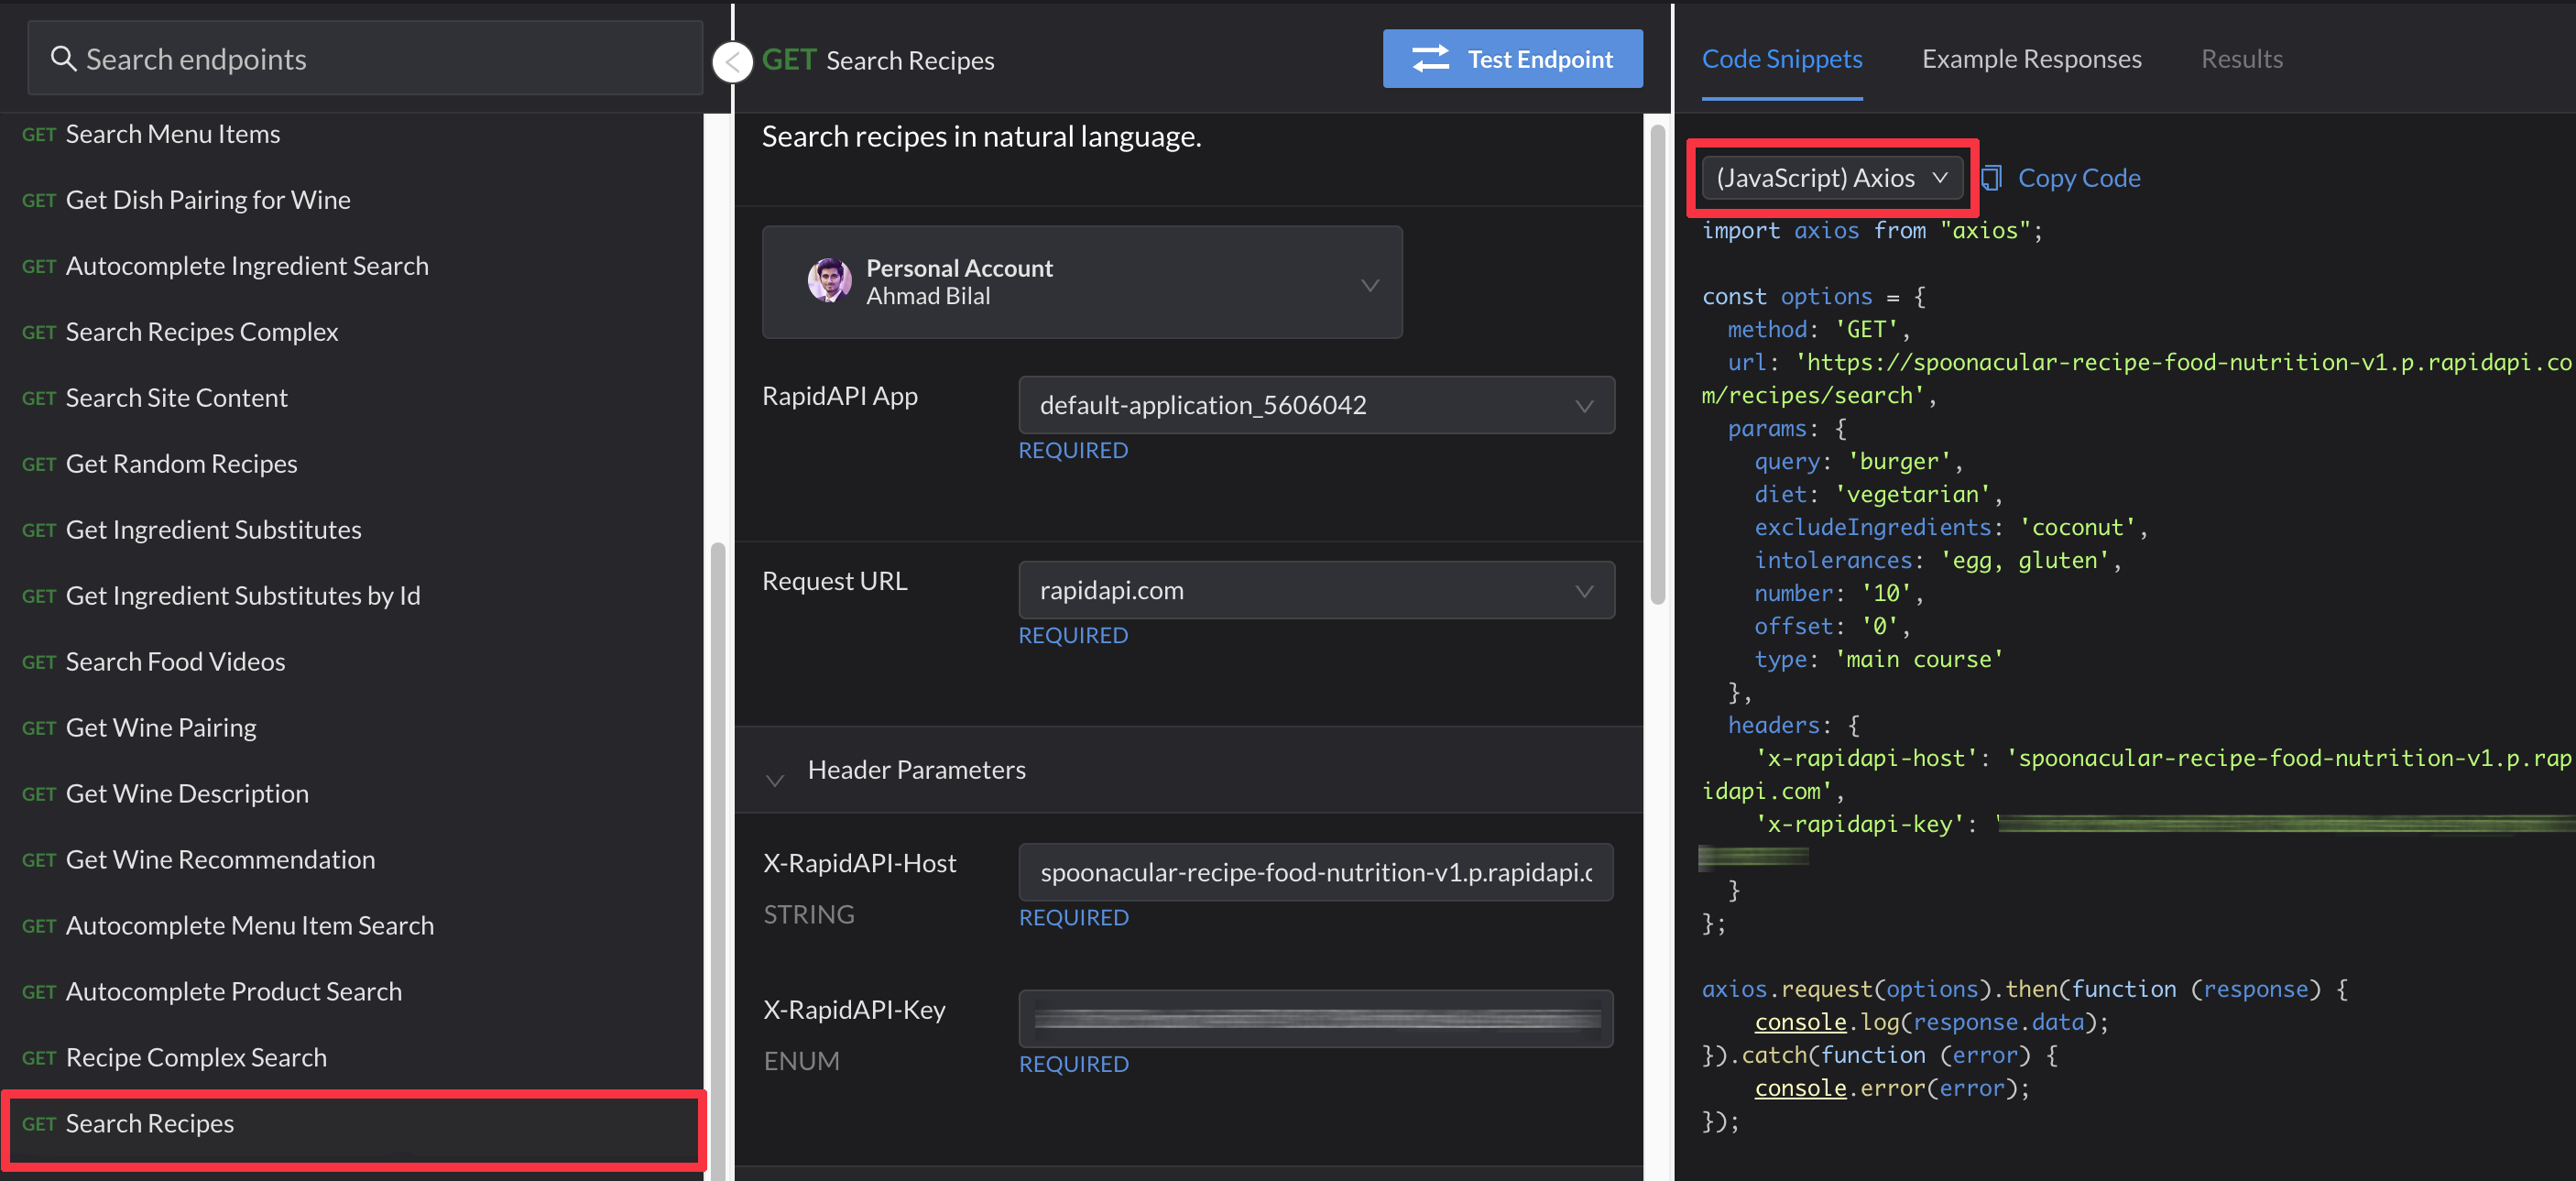 Search endpoints
GET Search Menu Items
GET Get Dish Pairing for Wine
GET Autocomplete Ingredient Search
GET Search Recipes Complex
GET Search Site Content
GET Get Random Recipes
GET Get Ingredient Substitutes
GET Get Ingredient Substitutes by Id
GET Search Food Videos
GET Get Wine Pairing
GET Get Wine Description
GET Get Wine Recommendation
GET Autocomplete Menu Item Search
GET Autocomplete Product Search
GET Recipe Complex Search
GET Search Recipes
GET Search Recipes
Test Endpoint
Search recipes in natural language.
Personal Account
Ahmad Bilal
RapidAPI App
default-application_5606042
REQUIRED
Request URL
rapidapi.com
REQUIRED
Header Parameters
X-RapidAPI-Host
spoonacular-recipe-food-nutrition-v1.p.rapidapi.c
STRING
REQUIRED
X-RapidAPI-Key
ENUM
REQUIRED
Code Snippets
Example Responses
Results
(JavaScript) Axios
Copy Code
import axios from "axios";
const options = {
method: 'GET',
url: 'https://spoonacular-recipe-food-nutrition-v1.p.rapidapi.co
m/recipes/search',
params: {
query: 'burger',
diet: 'vegetarian',
excludeIngredients: 'coconut',
intolerances: 'egg, gluten',
number: '10',
offset: '0',
type: 'main course'
},
headers: {
'x-rapidapi-host': 'spoonacular-recipe-food-nutrition-v1.p.rap
idapi.com',
'x-rapidapi-key': '
}
};
axios.request(options).then(function (response) {
console.log(response.data);
}).catch(function (error) {
console.error(error);
});